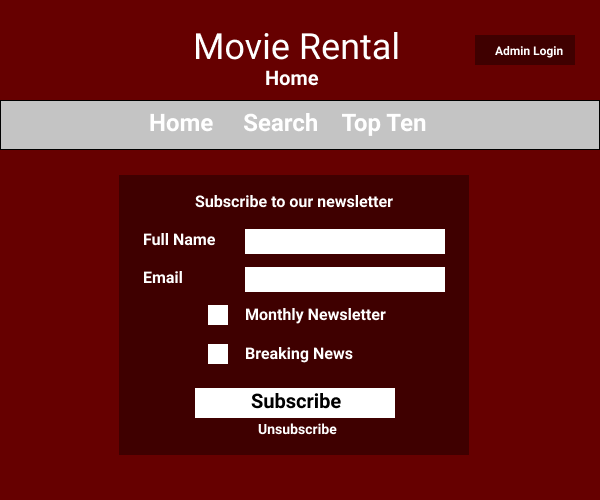 Movie Rental
Admin Login
Home
Home Search Top Ten
Subscribe to our newsletter
Full Name
Email
Monthly Newsletter
Breaking News
Subscribe
Unsubscribe